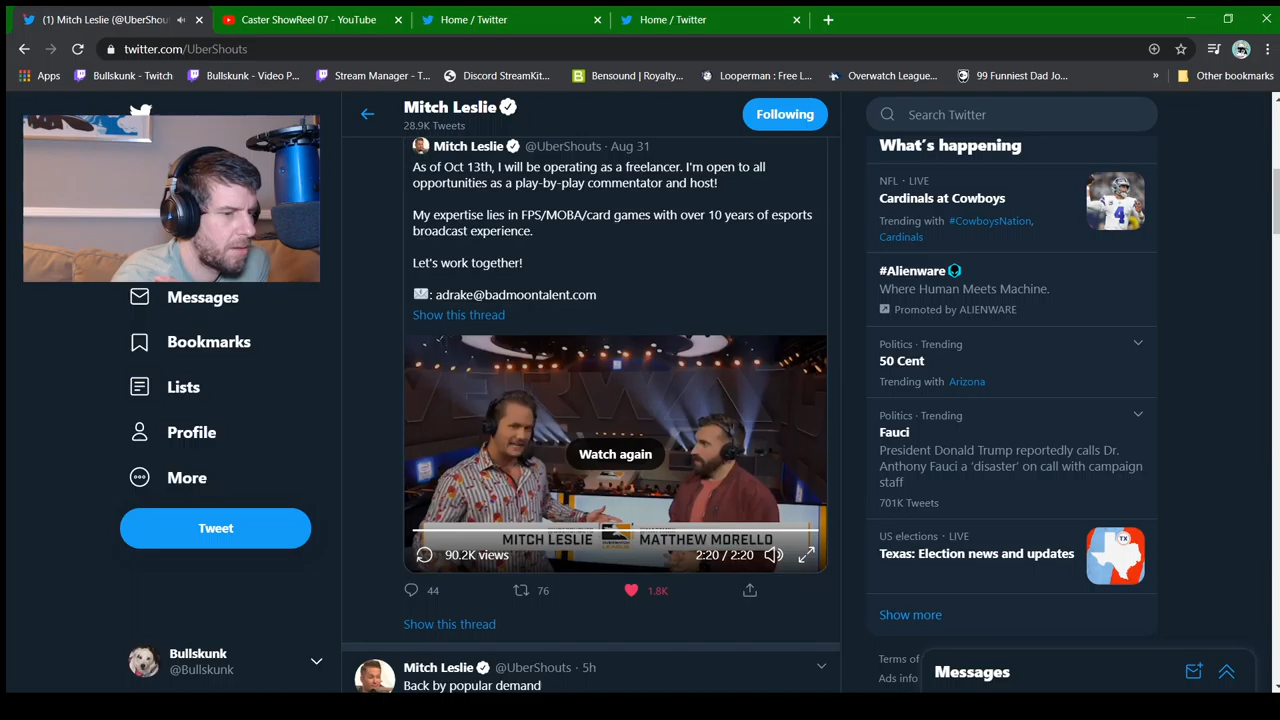 (1) Mitch Leslie (@UberShou
Caster ShowReel 07 - YouTube
Home / Twitter
Home / Twitter
twitter.com/UberShouts
Apps
Bullskunk - Twitch
Bullskunk - Video P...
Stream Manager - T...
Discord StreamKit...
Bensound | Royalty...
Looperman : Free L...
Overwatch League...
99 Funniest Dad Jo...
»
Other bookmarks
Messages
Bookmarks
Lists
Profile
More
Tweet
Bullskunk
@Bullskunk
Mitch Leslie
28.9K Tweets
Following
Mitch Leslie @UberShouts · Aug 31
As of Oct 13th, I will be operating as a freelancer. I'm open to all
opportunities as a play-by-play commentator and host!
My expertise lies in FPS/MOBA/card games with over 10 years of esports
broadcast experience.
Let's work together!
: adrake@badmoontalent.com
Show this thread
Watch again
MITCH LESLIE
MATTHEW MORELLO
90.2K views
2:20 / 2:20
44
76
1.8K
Show this thread
Mitch Leslie @UberShouts · 5h
Back by popular demand
Search Twitter
What's happening
NFL · LIVE
Cardinals at Cowboys
Trending with #CowboysNation,
Cardinals
#Alienware
Where Human Meets Machine.
Promoted by ALIENWARE
Politics · Trending
50 Cent
Trending with Arizona
Politics · Trending
Fauci
President Donald Trump reportedly calls Dr.
Anthony Fauci a 'disaster' on call with campaign
staff
701K Tweets
US elections · LIVE
Texas: Election news and updates
Show more
Terms of
Ads info
Messages